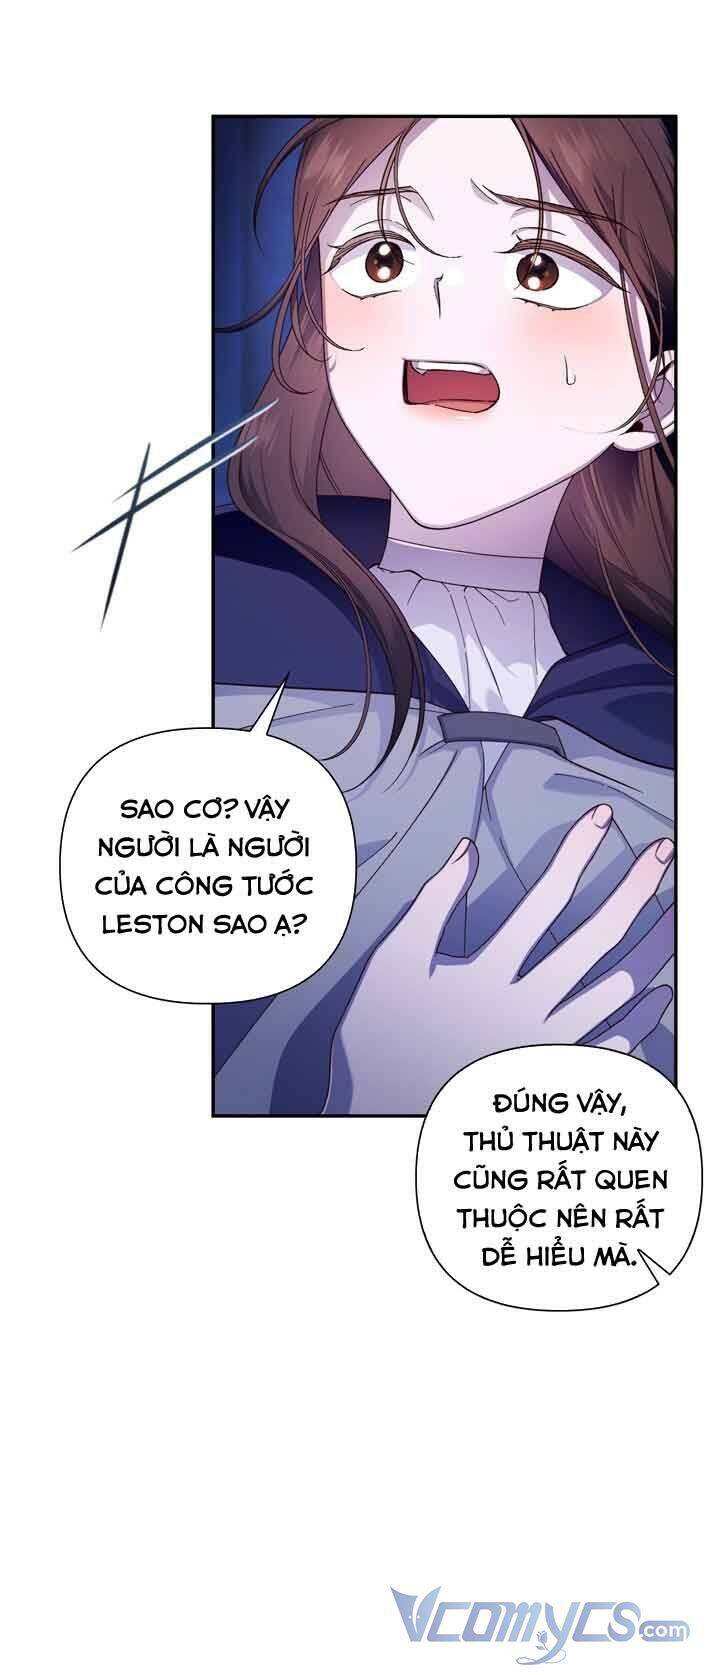 SAO CƠ? VẬY
NGƯỜI LÀ NGƯỜI
CỦA CÔNG TƯỚC
LESTON SAO Ạ?
ĐÚNG VẬY,
THỦ THUẬT NÀY
CŨNG RẤT QUEN
THUỘC NÊN RẤT
DỄ HIỂU MÀ.
Vcomycs.com